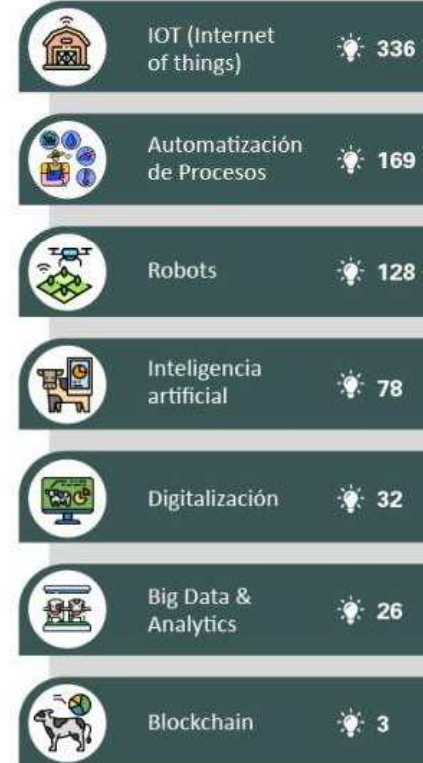 IOT (Internet
of things)
336
Automatización
de Procesos
169
Robots
128
Inteligencia
artificial
78
Digitalización
32
Big Data &
Analytics
26
Blockchain
3